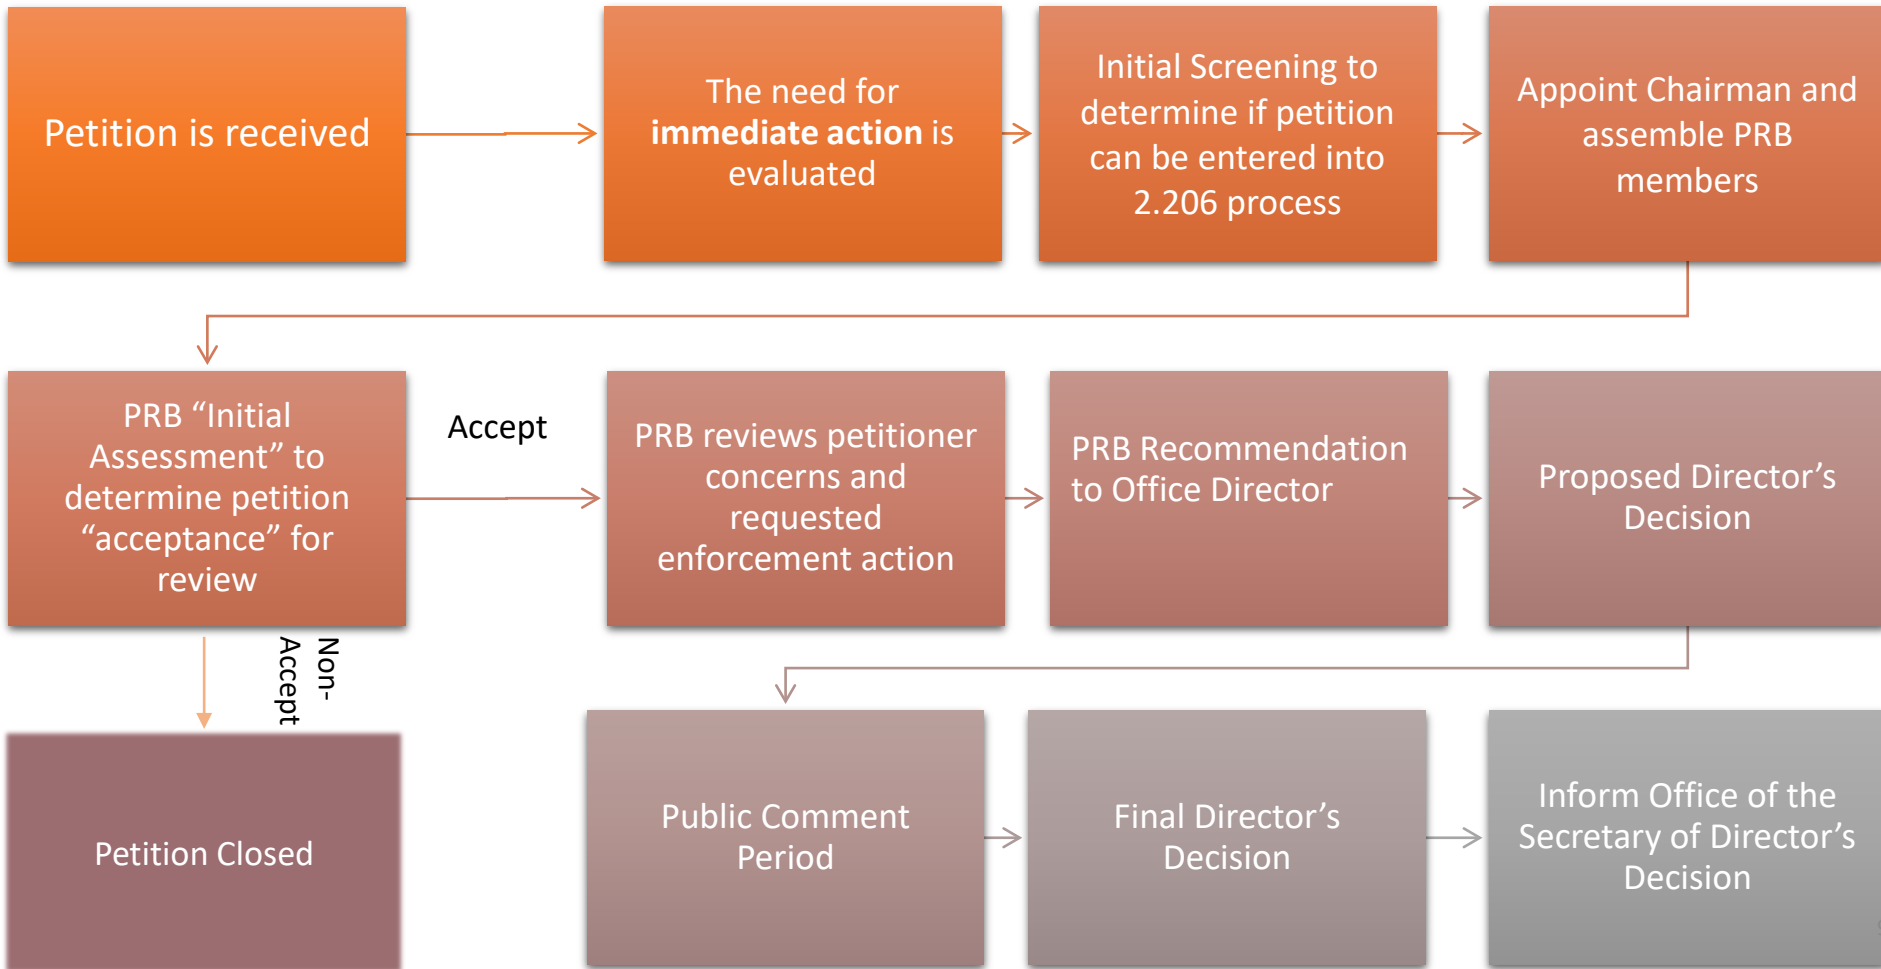 Petition is received
The need for
immediate action is
evaluated
Initial Screening to
determine if petition
can be entered into
2.206 process
Appoint Chairman and
assemble PRB
members
PRB “Initial
Assessment” to
determine petition
“acceptance” for
review
Accept
PRB reviews petitioner
concerns and
requested
enforcement action
PRB Recommendation
to Office Director
Proposed Director’s
Decision
Non-
Accept
Petition Closed
Public Comment
Period
Final Director’s
Decision
Inform Office of the
Secretary of Director’s
Decision